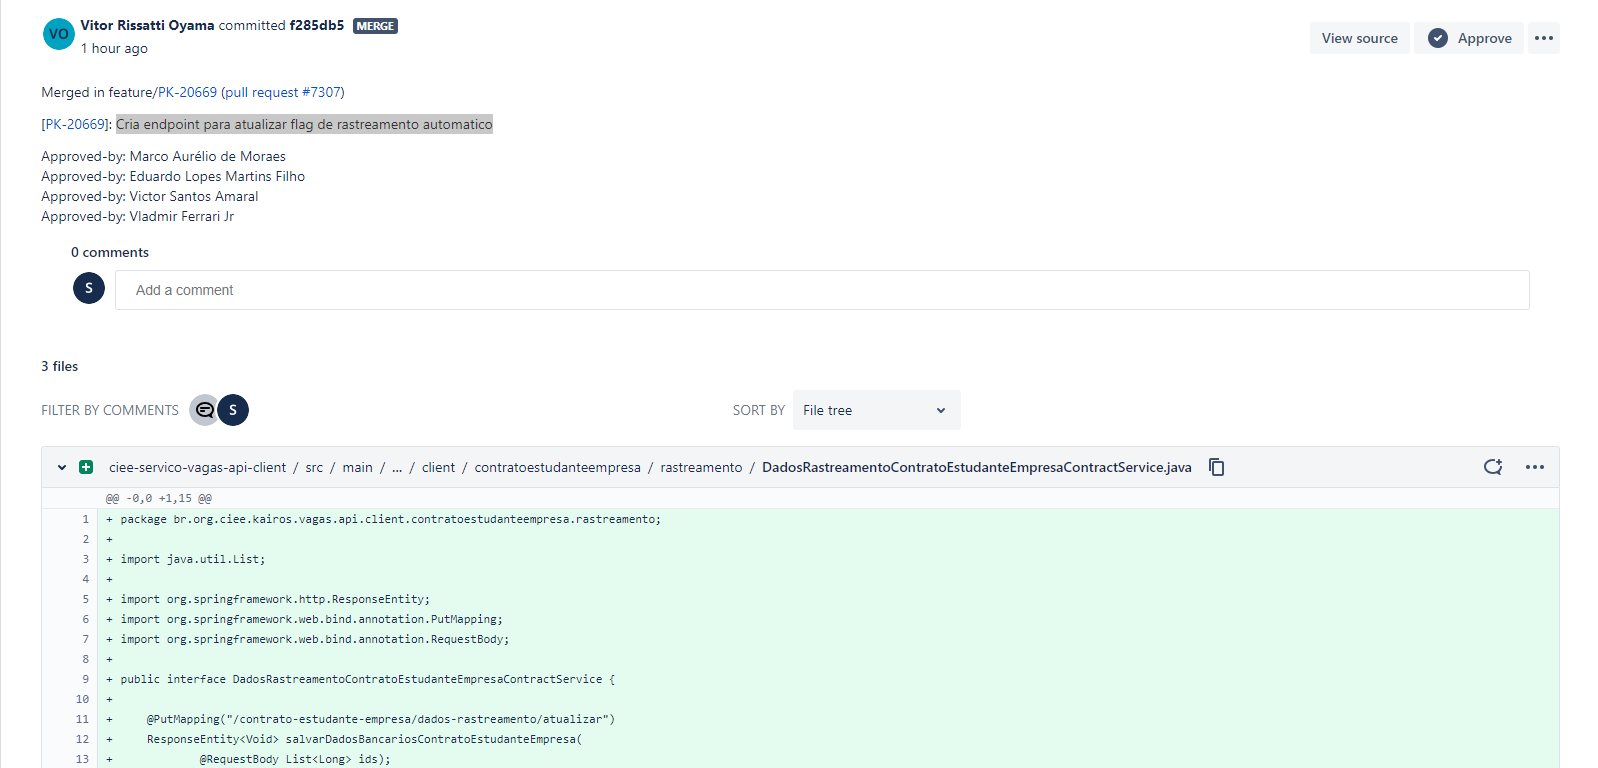 VO Vitor Rissatti Oyama committed f285db5 MERGE
1 hour ago
View source Approve
Merged in feature/PK-20669 (pull request #7307)
[PK-20669]: Cria endpoint para atualizar flag de rastreamento automatico
Approved-by: Marco Aurélio de Moraes
Approved-by: Eduardo Lopes Martins Filho
Approved-by: Victor Santos Amaral
Approved-by: Vladmir Ferrari Jr
0 comments
S Add a comment
3 files
FILTER BY COMMENTS S SORT BY File tree
ciee-servico-vagas-api-client / src / main / ... / client / contratoestudanteempresa / rastreamento / DadosRastreamentoContratoEstudanteEmpresaContractService.java
@@ -0,0 +1,15 @@
1 + package br.org.ciee.kairos.vagas.api.client.contratoestudanteempresa.rastreamento;
2 +
3 + import java.util.List;
4 +
5 + import org.springframework.http.ResponseEntity;
6 + import org.springframework.web.bind.annotation.PutMapping;
7 + import org.springframework.web.bind.annotation.RequestBody;
8 +
9 + public interface DadosRastreamentoContratoEstudanteEmpresaContractService {
10 +
11 + @PutMapping("/contrato-estudante-empresa/dados-rastreamento/atualizar")
12 + ResponseEntity<Void> salvarDadosBancariosContratoEstudanteEmpresa(
13 + @RequestBody List<Long> ids);